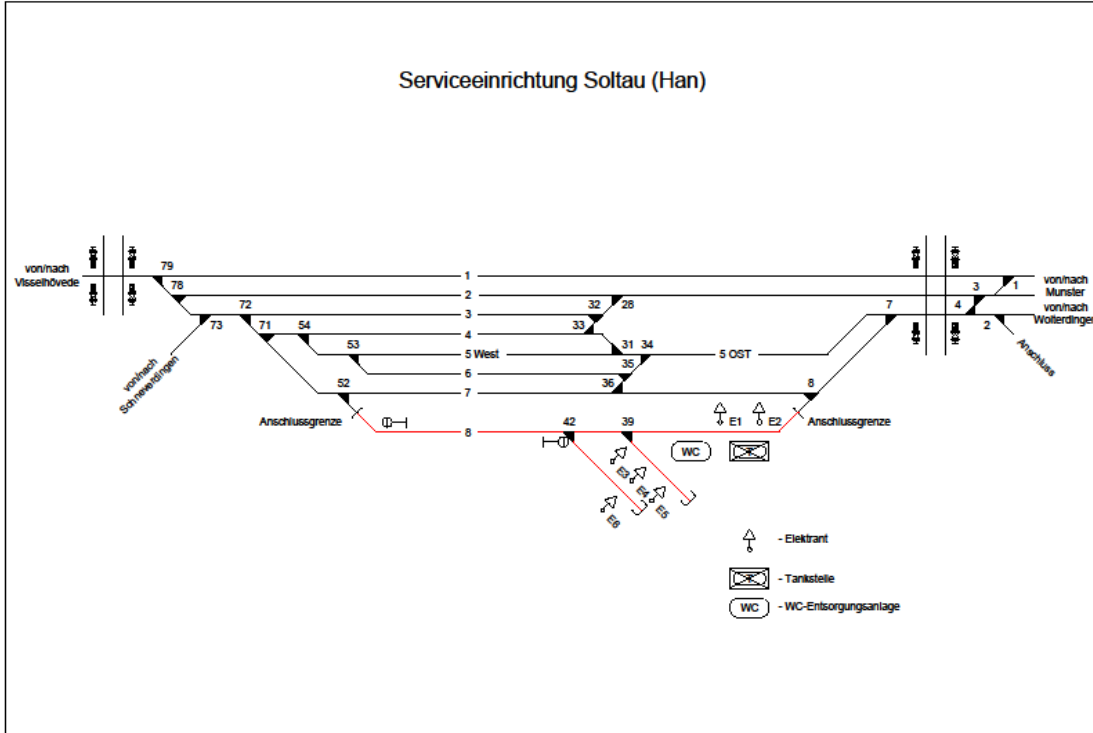 Serviceeinrichtung Soltau (Han)
von/nach
Visselhövede
79
78
73
von/nach
Schneverdingen
72
71
54
53
52
1
2
3
4
5 West
6
7
8
32
33
28
31
34
35
36
5 OST
7
8
3
4
1
2
von/nach
Munster
von/nach
Wolterdingen
Anschluss
Anschlussgrenze
Anschlussgrenze
42
39
E1
E2
E3
E4
E5
E6
WC
T
- Elektrant
T
- Tankstelle
WC
- WC-Entsorgungsanlage